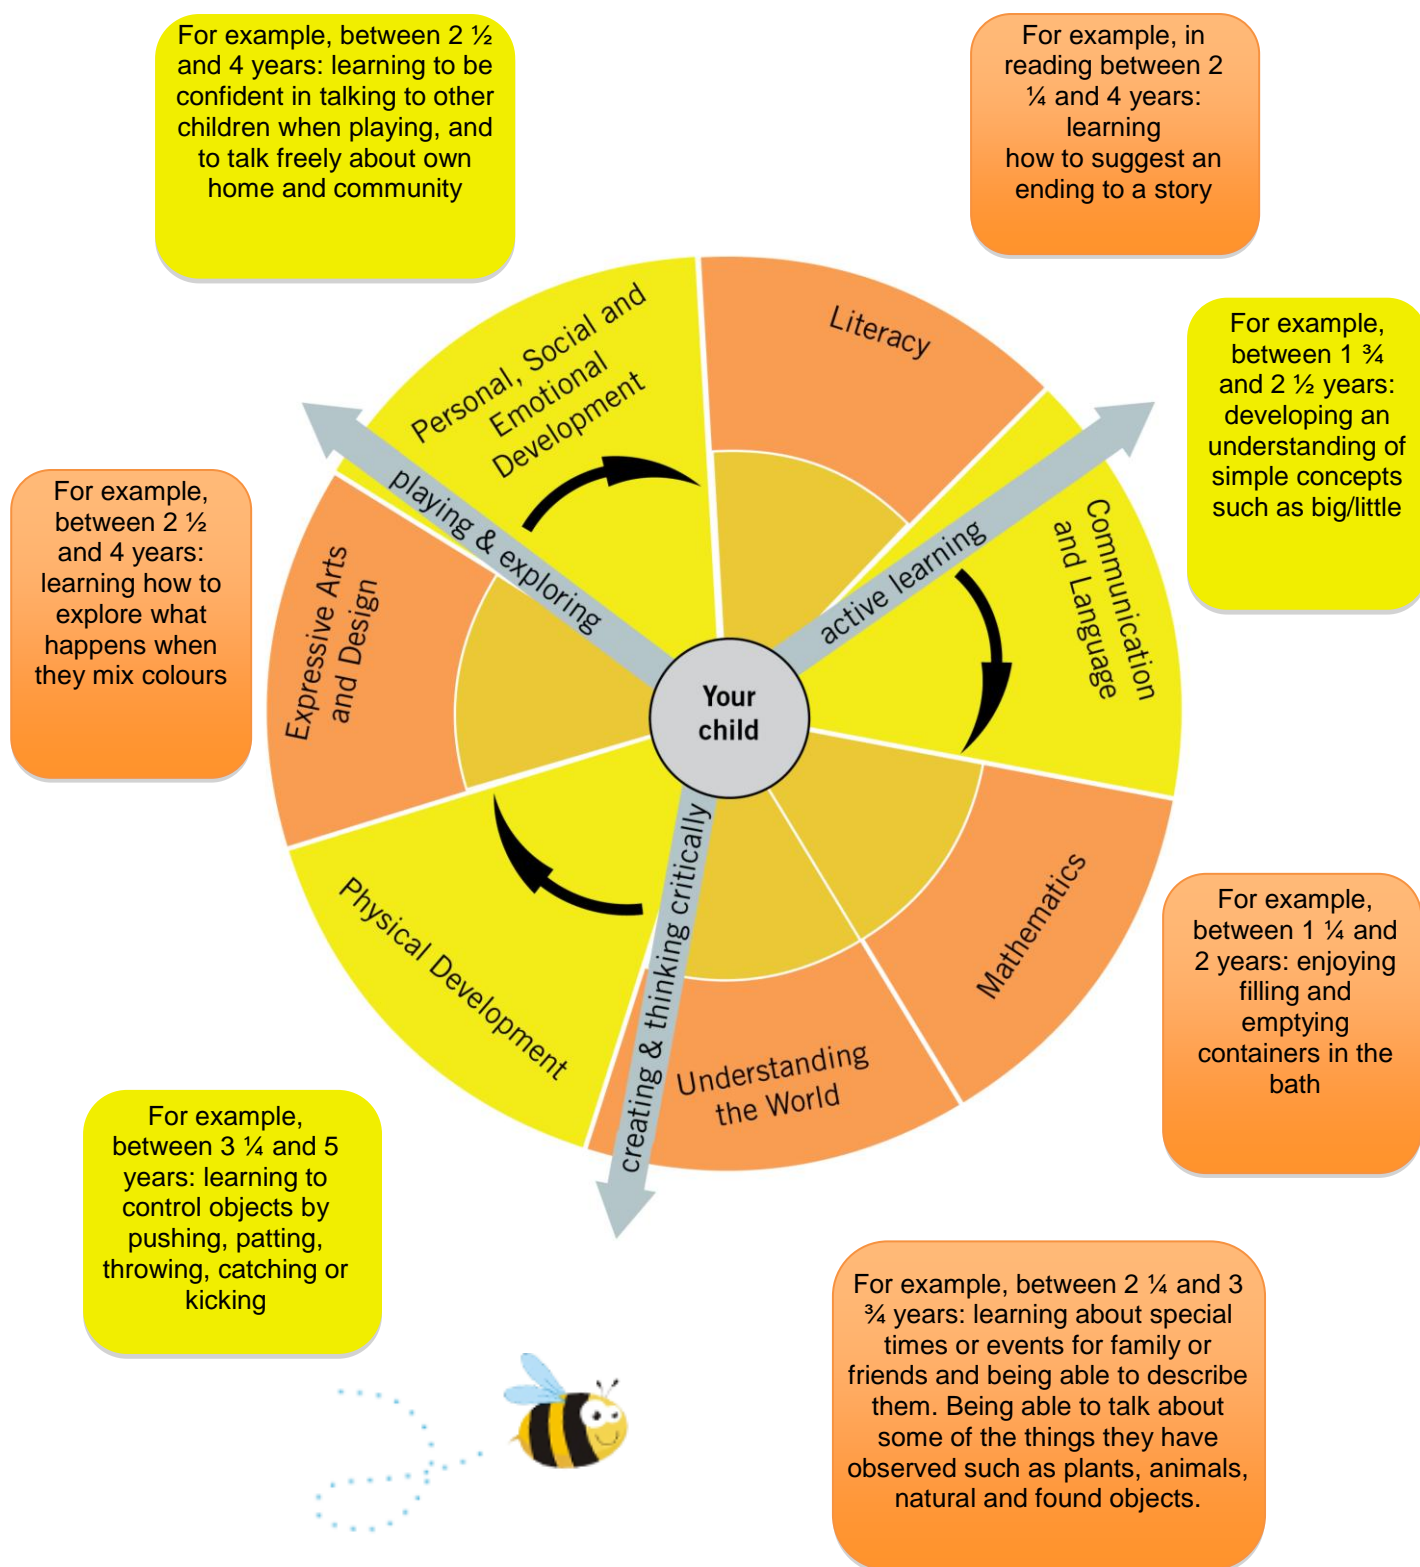 For example, between 2 ½
and 4 years: learning to be
confident in talking to other
children when playing, and
to talk freely about own
home and community
For example, in
reading between 2
¼ and 4 years:
learning
how to suggest an
ending to a story
For example,
between 1 ¾
and 2 ½ years:
developing an
understanding of
simple concepts
such as big/little
For example,
between 2 ½
and 4 years:
learning how to
explore what
happens when
they mix colours
Personal, Social and
Emotional
Development
Literacy
Communication
and Language
Expressive Arts
and Design
playing & exploring
active learning
Your
child
creating & thinking critically
Physical Development
Understanding
the World
Mathematics
For example,
between 1 ¼ and
2 years: enjoying
filling and
emptying
containers in the
bath
For example,
between 3 ¼ and 5
years: learning to
control objects by
pushing, patting,
throwing, catching or
kicking
For example, between 2 ¼ and 3
¾ years: learning about special
times or events for family or
friends and being able to describe
them. Being able to talk about
some of the things they have
observed such as plants, animals,
natural and found objects.